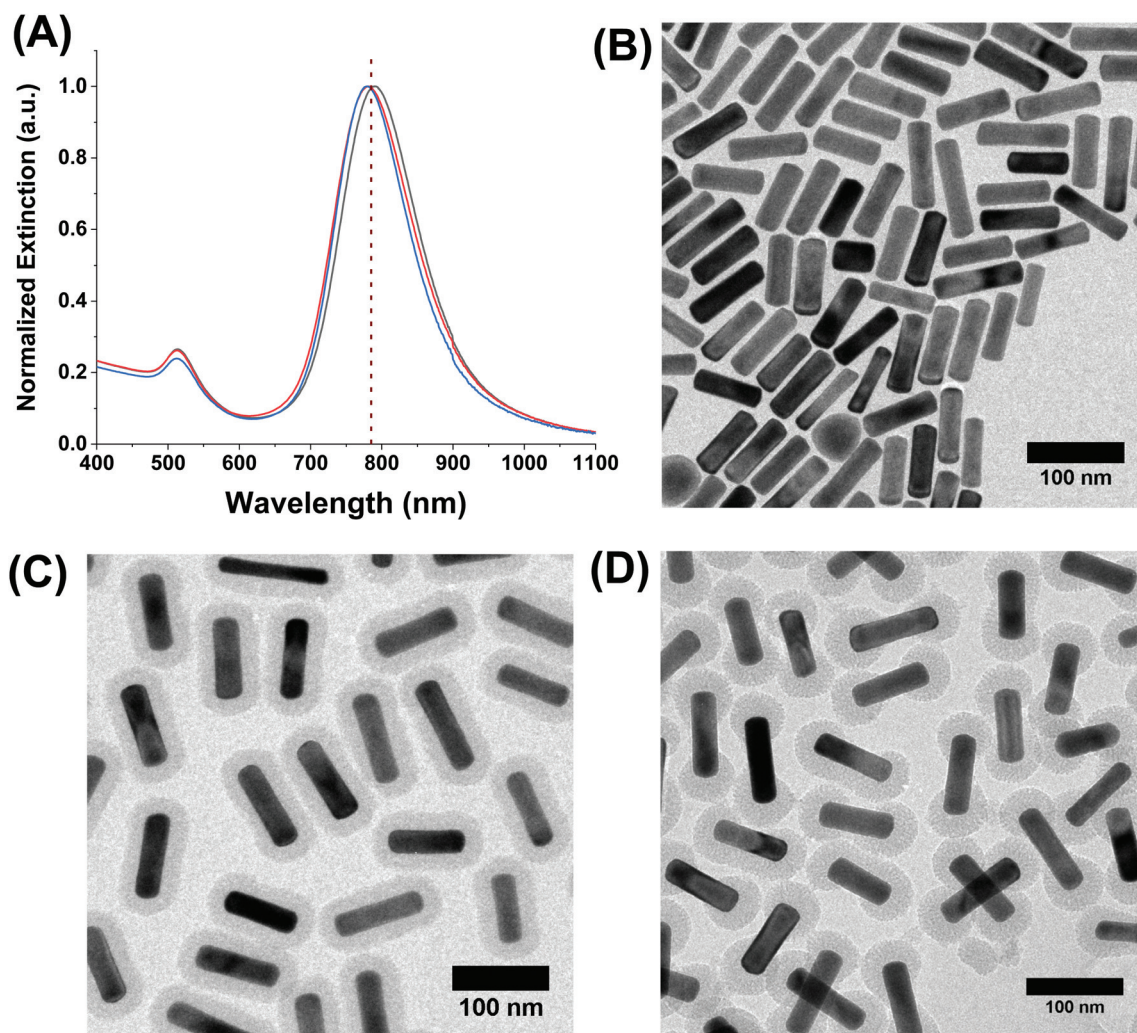 (A)
Normalized Extinction (a.u.)
1.0
0.8
0.6
0.4
0.2
0.0
400 500 600 700 800 900 1000 1100
Wavelength (nm)
(B)
100 nm
(C)
100 nm
(D)
100 nm